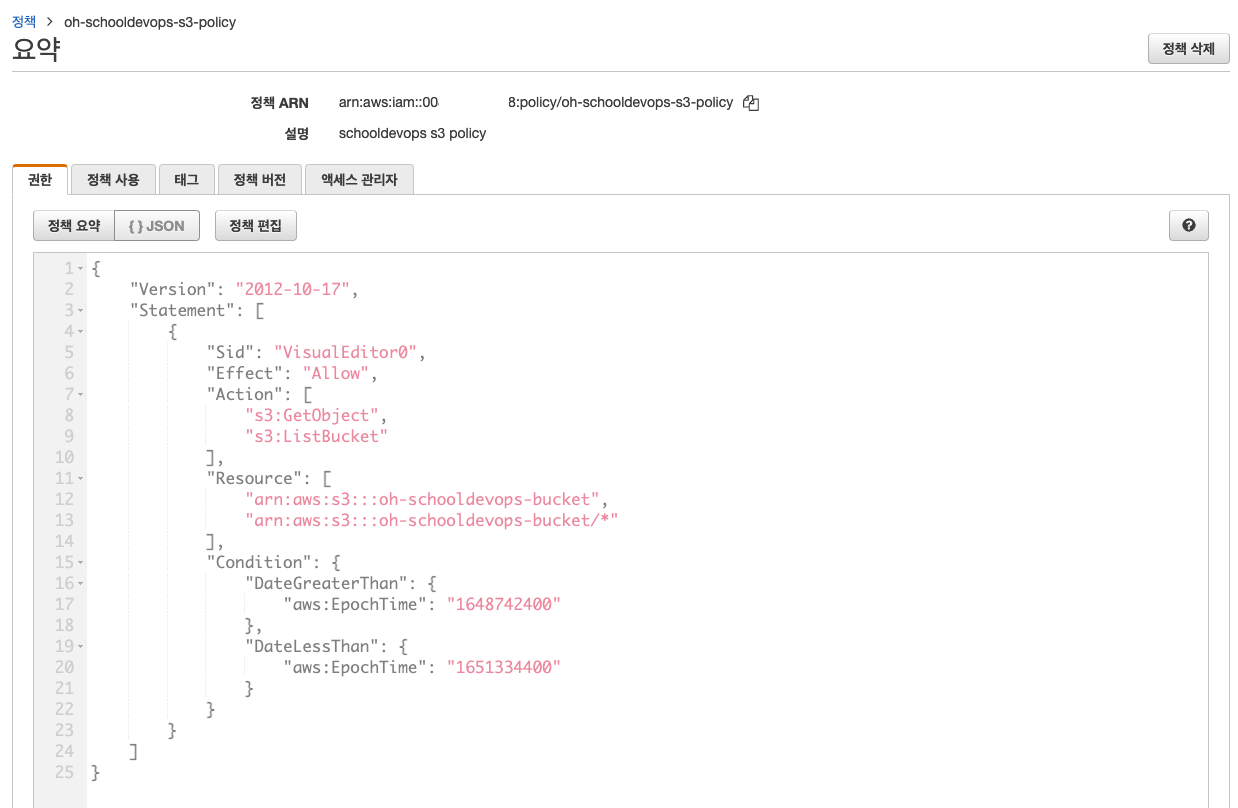 정책 > oh-schooldevops-s3-policy
요약
정책 삭제
정책 ARN arn:aws:iam::00 8:policy/oh-schooldevops-s3-policy
설명 schooldevops s3 policy
권한 정책 사용 태그 정책 버전 액세스 관리자
정책 요약 { } JSON 정책 편집 ?
1 {
2     "Version": "2012-10-17",
3     "Statement": [
4         {
5             "Sid": "VisualEditor0",
6             "Effect": "Allow",
7             "Action": [
8                 "s3:GetObject",
9                 "s3:ListBucket"
10             ],
11             "Resource": [
12                 "arn:aws:s3:::oh-schooldevops-bucket",
13                 "arn:aws:s3:::oh-schooldevops-bucket/*"
14             ],
15             "Condition": {
16                 "DateGreaterThan": {
17                     "aws:EpochTime": "1648742400"
18                 },
19                 "DateLessThan": {
20                     "aws:EpochTime": "1651334400"
21                 }
22             }
23         }
24     ]
25 }